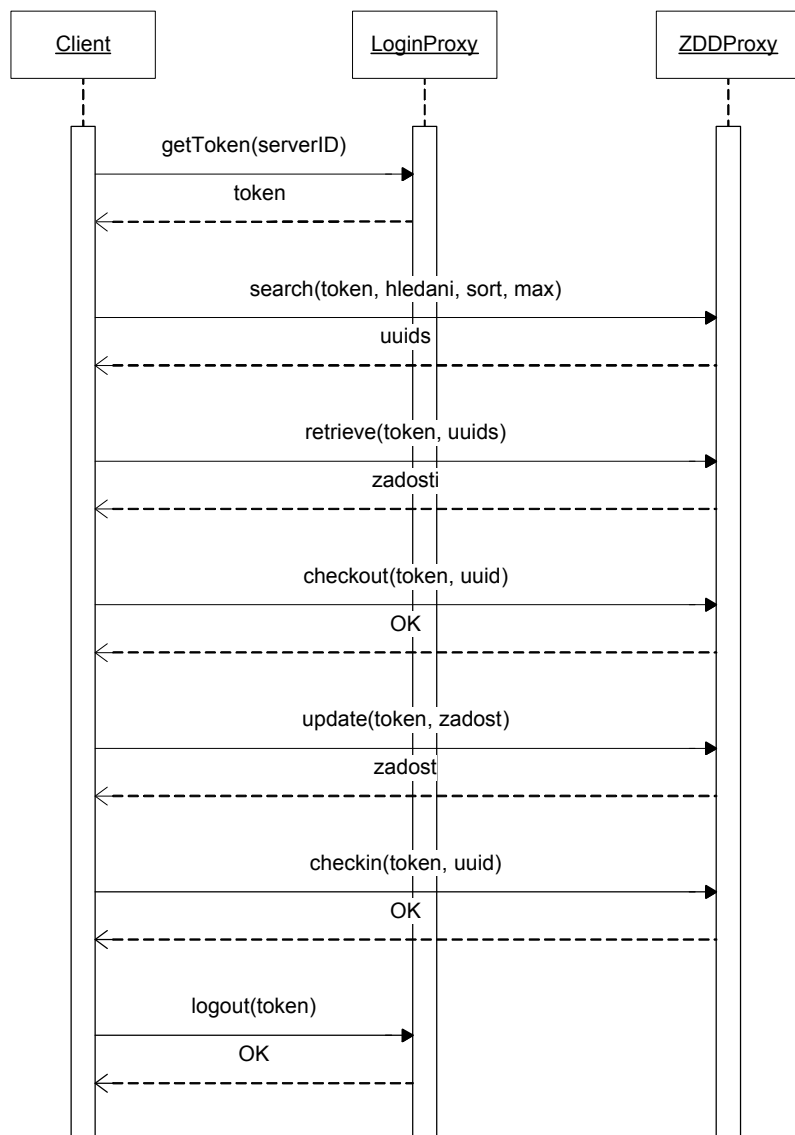 Client
LoginProxy
ZDDProxy
getToken(serverID)
token
search(token, hledani, sort, max)
uuids
retrieve(token, uuids)
zadosti
checkout(token, uuid)
OK
update(token, zadost)
zadost
checkin(token, uuid)
OK
logout(token)
OK